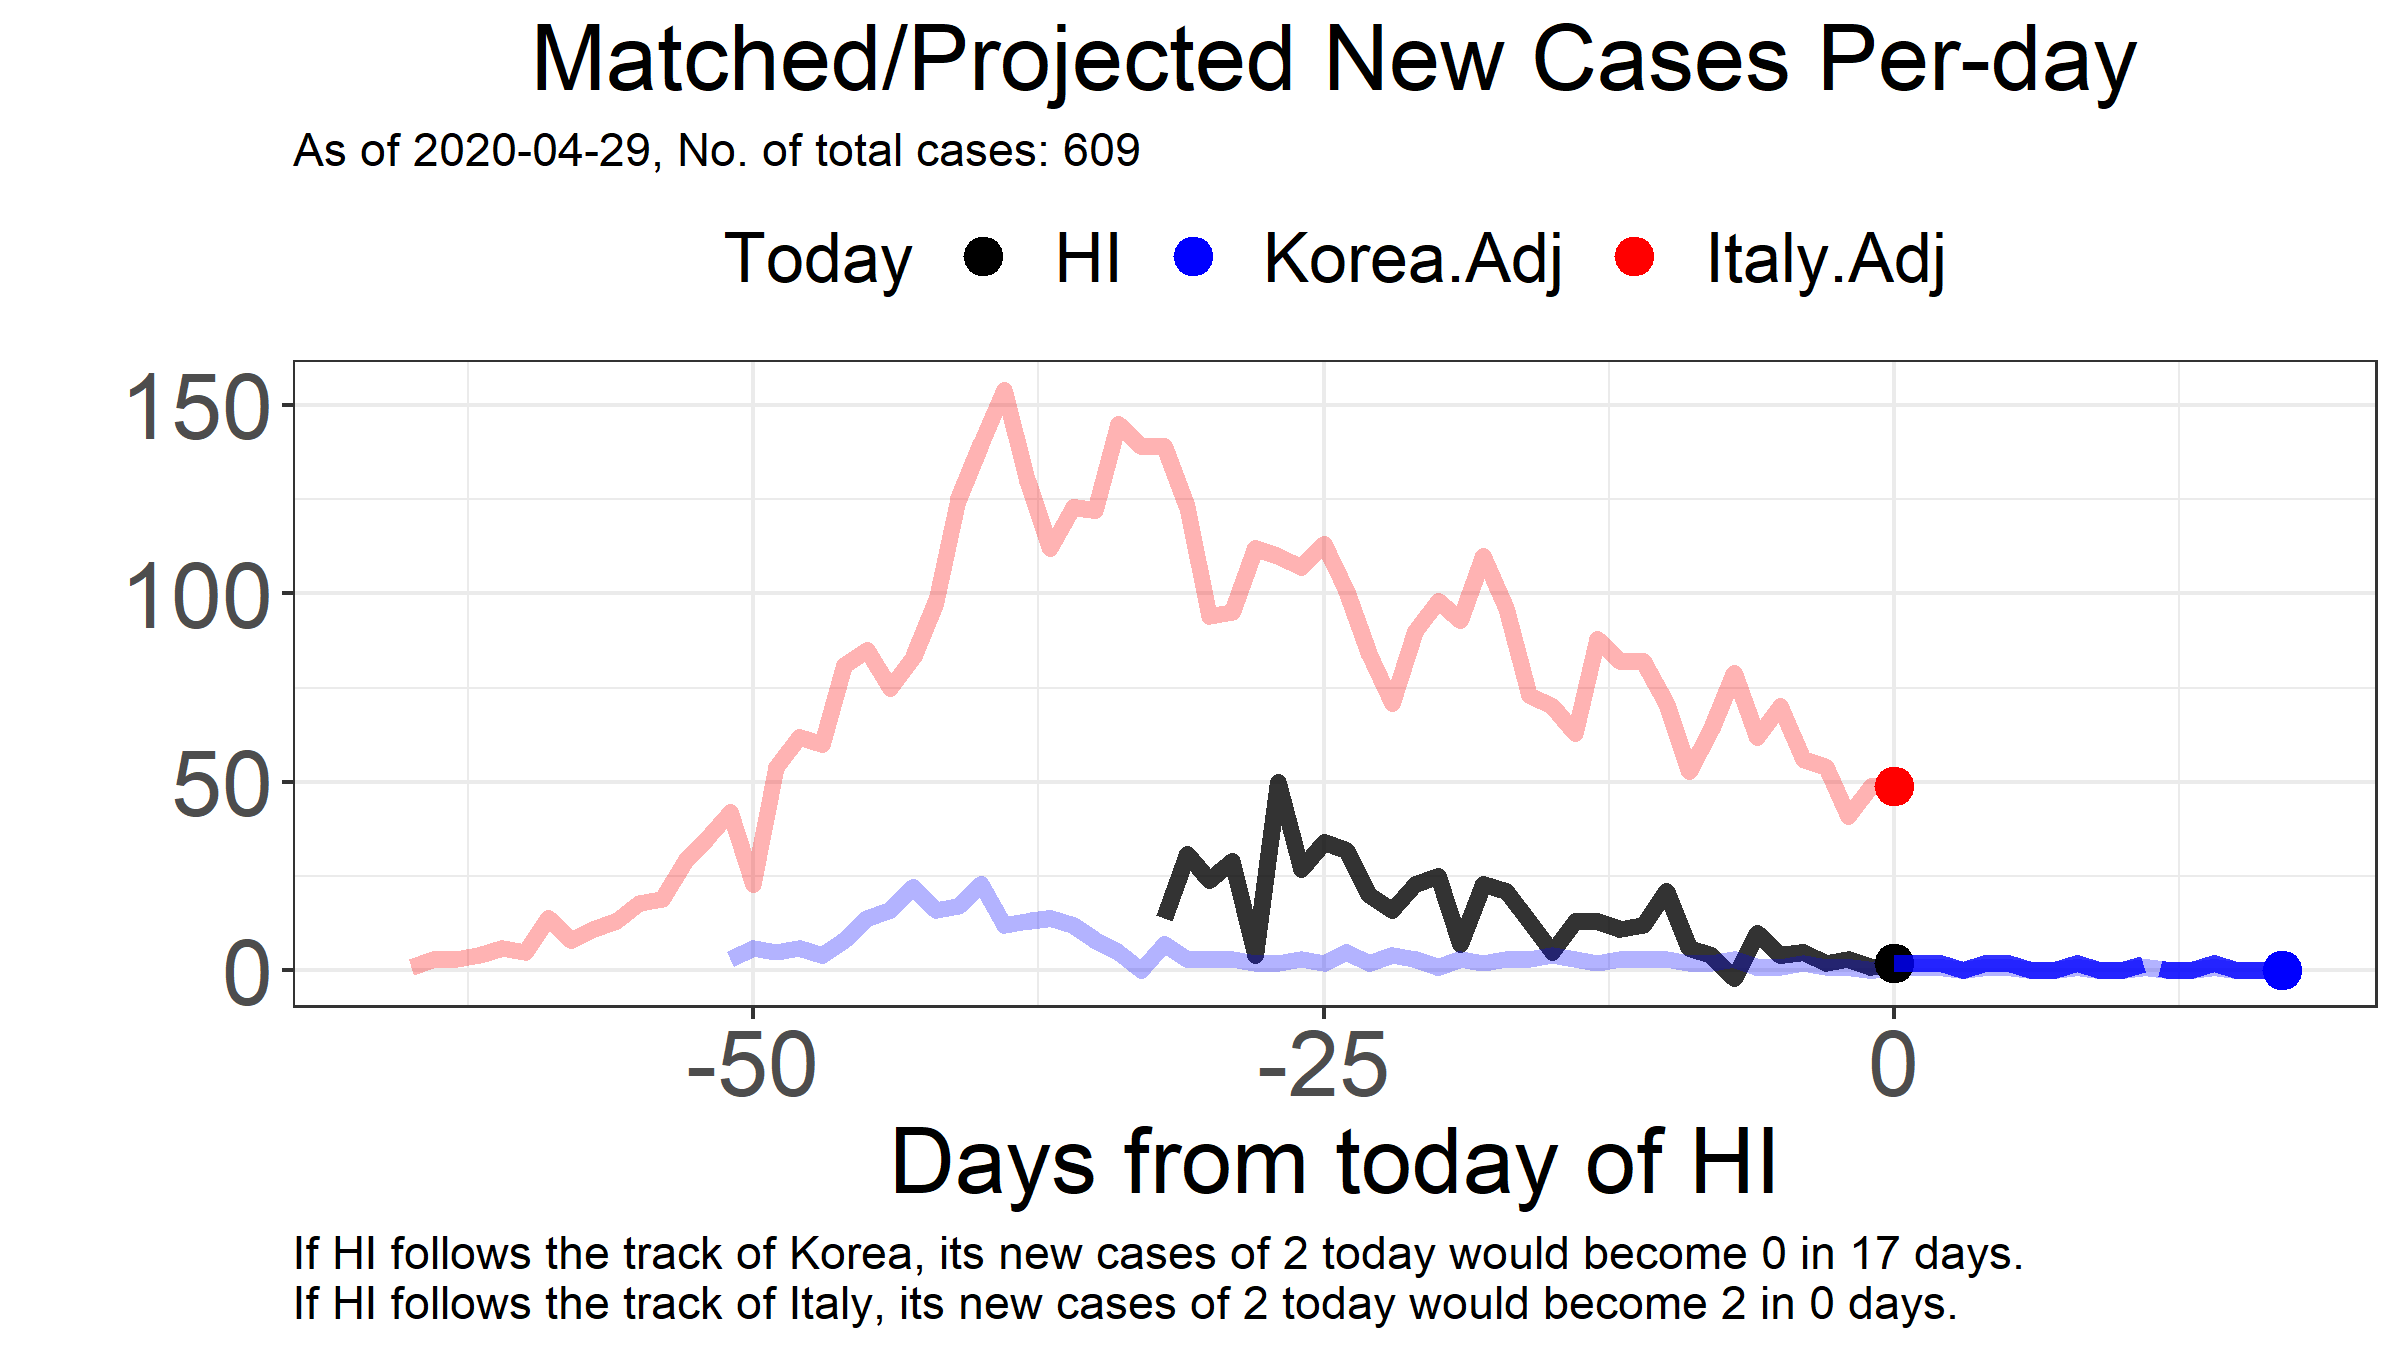 Matched/Projected New Cases Per-day
As of 2020-04-29, No. of total cases: 609
Today HI Korea.Adj Italy.Adj
150
100
50
0
-50 -25 0
Days from today of HI
If HI follows the track of Korea, its new cases of 2 today would become 0 in 17 days.
If HI follows the track of Italy, its new cases of 2 today would become 2 in 0 days.